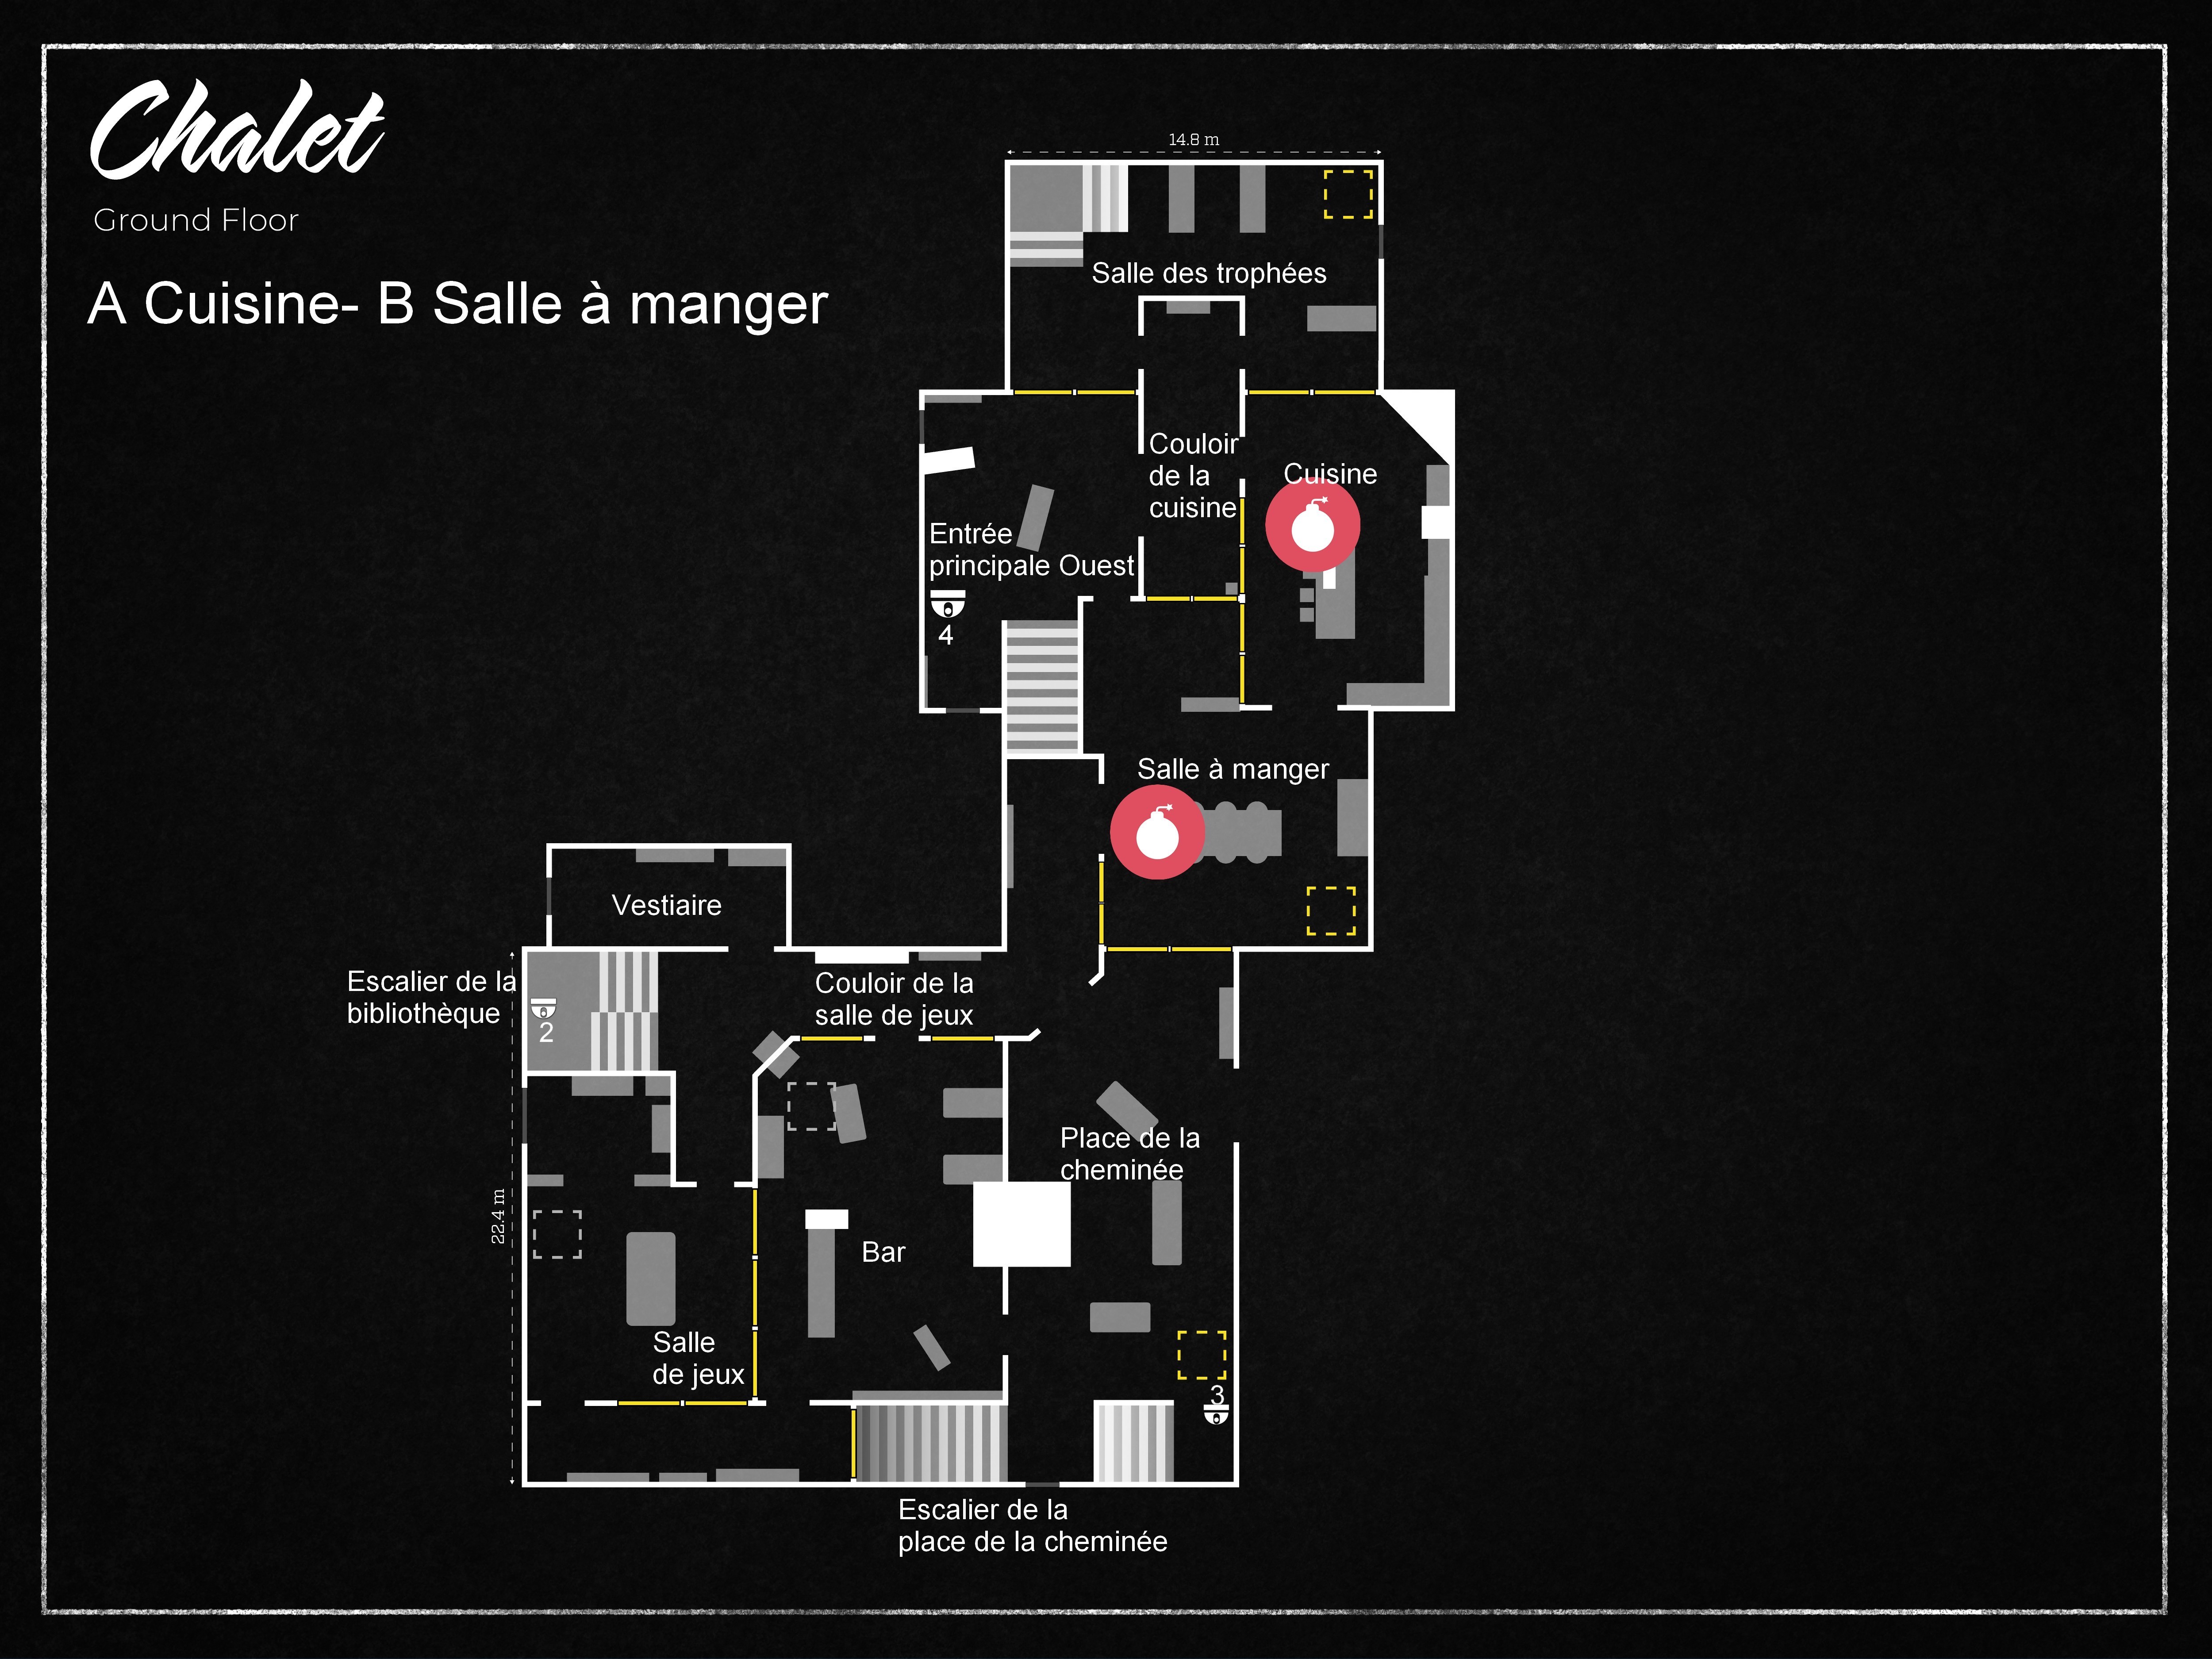 Chalet
Ground Floor
A Cuisine- B Salle à manger
14.8 m
Salle des trophées
Couloir
de la
cuisine
Cuisine
Entrée
principale Ouest
4
Salle à manger
Vestiaire
Escalier de la
bibliothèque
2
Couloir de la
salle de jeux
Place de la
cheminée
22.4 m
Bar
Salle
de jeux
3
Escalier de la
place de la cheminée